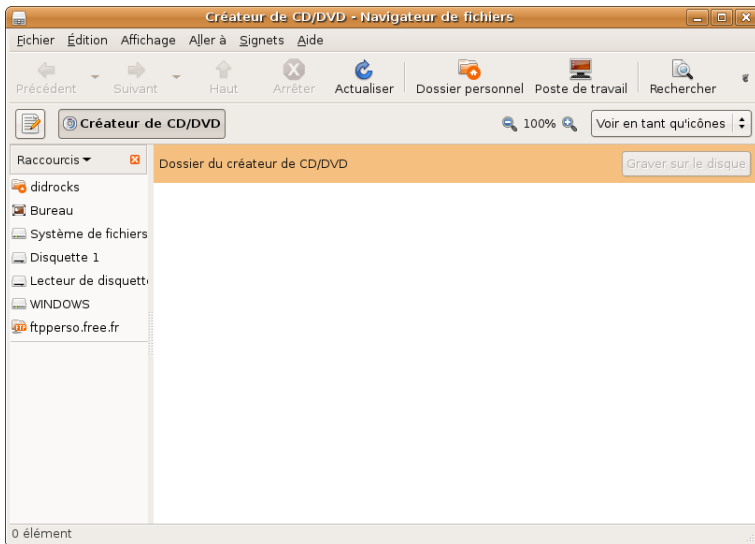 Créateur de CD/DVD - Navigateur de fichiers
Fichier Édition Affichage Aller à Signets Aide
Précédent Suivant Haut Arrêter Actualiser Dossier personnel Poste de travail Rechercher
Créateur de CD/DVD 100% Voir en tant qu'icônes
Raccourcis
Dossier du créateur de CD/DVD Graver sur le disque
didrocks
Bureau
Système de fichiers
Disquette 1
Lecteur de disquett
WINDOWS
ftpperso.free.fr
0 élément